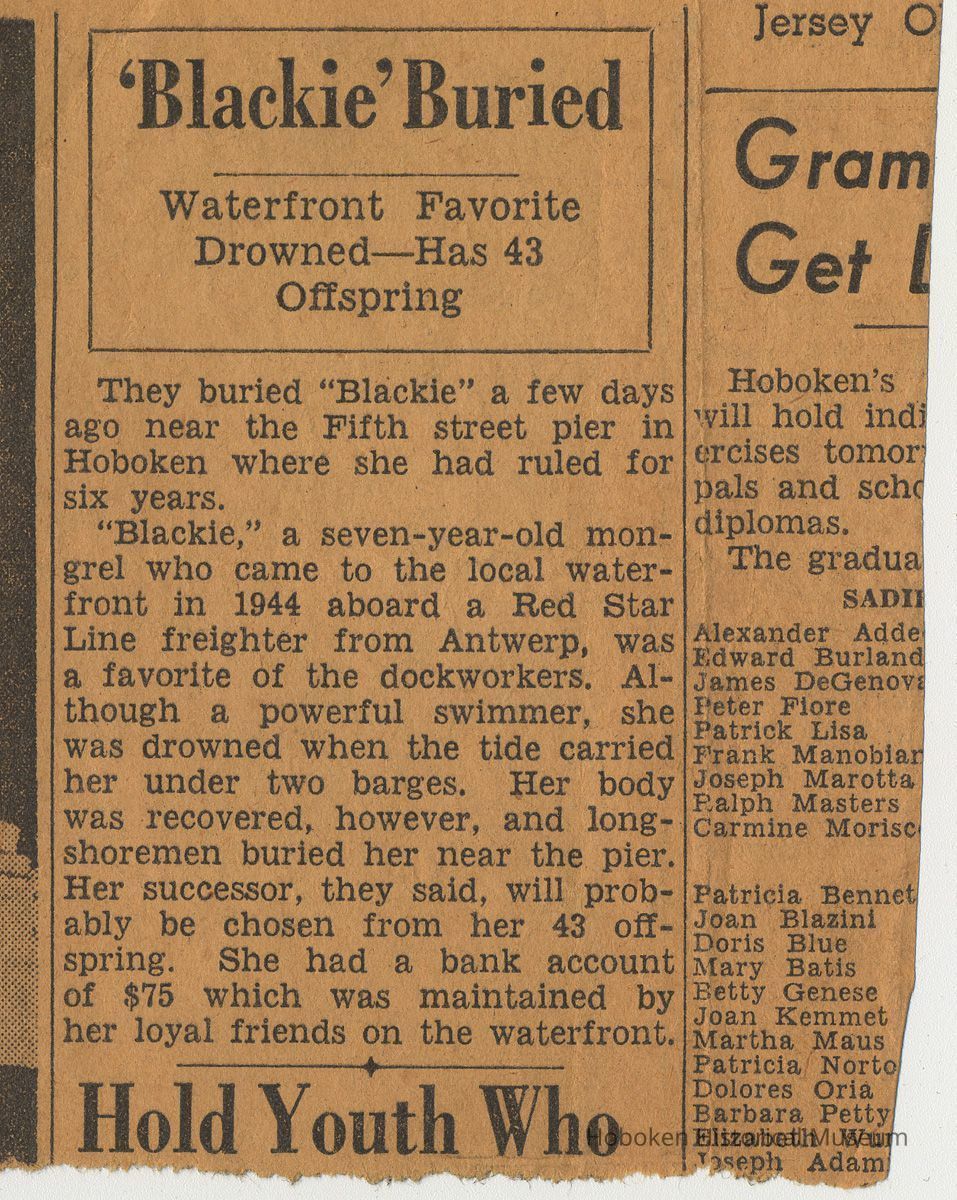 'Blackie' Buried
Waterfront Favorite
Drowned—Has 43
Offspring
They buried "Blackie" a few days
ago near the Fifth street pier in
Hoboken where she had ruled for
six years.
"Blackie," a seven-year-old mon-
grel who came to the local water-
front in 1944 aboard a Red Star
Line freighter from Antwerp, was
a favorite of the dockworkers. Al-
though a powerful swimmer, she
was drowned when the tide carried
her under two barges. Her body
was recovered, however, and long-
shoremen buried her near the pier.
Her successor, they said, will prob-
ably be chosen from her 43 off-
spring. She had a bank account
of $75 which was maintained by
her loyal friends on the waterfront.
Hold Youth Who
Jersey O
Gram
Get
Hoboken's
will hold indi
ercises tomor
pals and scho
diplomas.
The gradua
SADI
Alexander Adde
Edward Burland
James DeGenova
Peter Fiore
Patrick Lisa
Frank Manobian
Joseph Marotta
Ralph Masters
Carmine Morisc
Patricia Bennet
Joan Blazini
Doris Blue
Mary Batis
Betty Genese
Joan Kemmet
Martha Maus
Patricia Norto
Dolores Oria
Barbara Petty
Elizabeth Wur
Joseph Adam
Hoboken Historical Museum